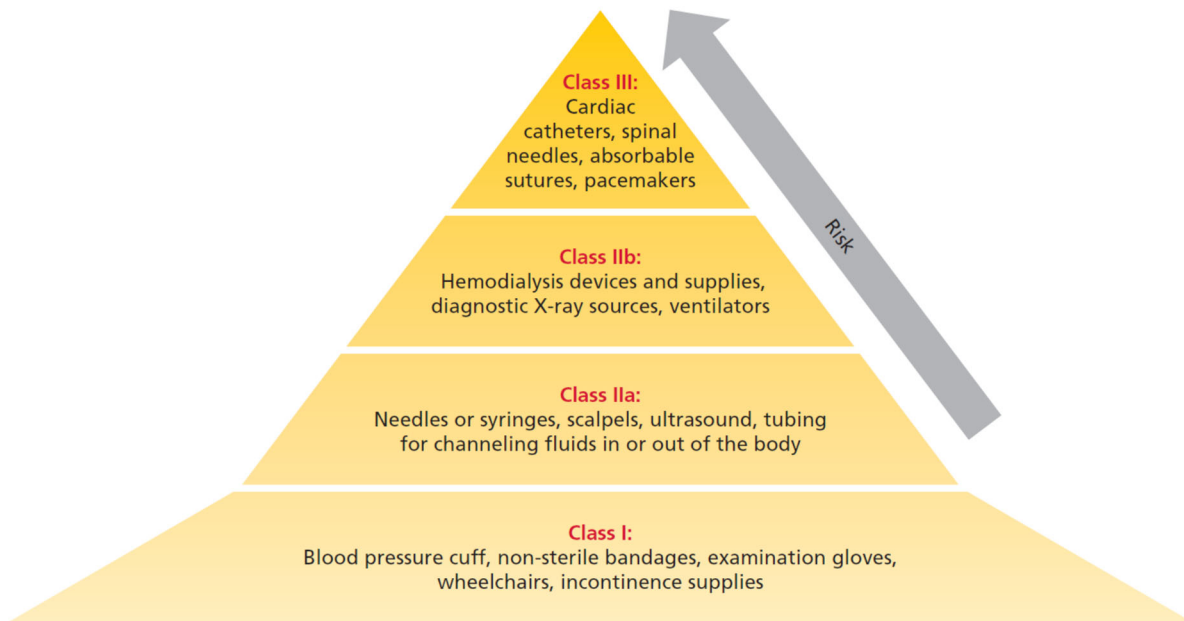 Class III:
Cardiac
catheters, spinal
needles, absorbable
sutures, pacemakers
Risk
Class IIb:
Hemodialysis devices and supplies,
diagnostic X-ray sources, ventilators
Class IIa:
Needles or syringes, scalpels, ultrasound, tubing
for channeling fluids in or out of the body
Class I:
Blood pressure cuff, non-sterile bandages, examination gloves,
wheelchairs, incontinence supplies